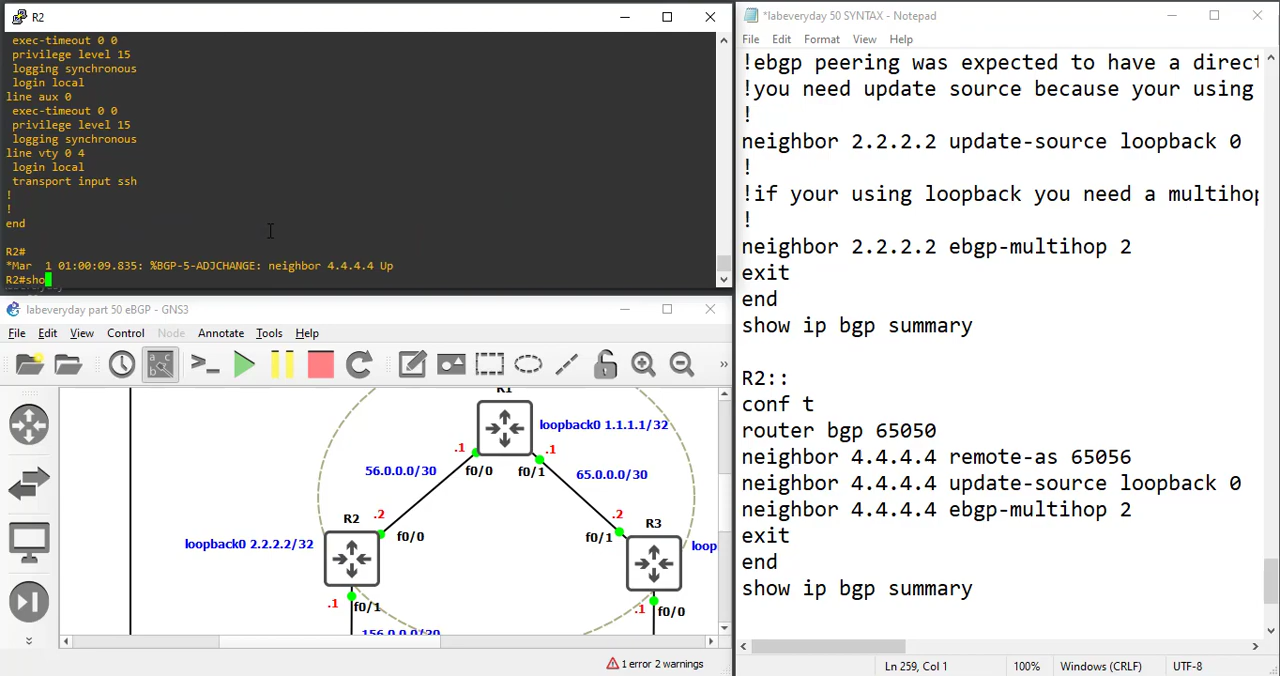 R2
exec-timeout 0 0
privilege level 15
logging synchronous
login local
line aux 0
exec-timeout 0 0
privilege level 15
logging synchronous
line vty 0 4
login local
transport input ssh
!
!
end
R2#
*Mar  1 01:00:09.835: %BGP-5-ADJCHANGE: neighbor 4.4.4.4 Up
R2#sho
labeveryday part 50 eBGP - GNS3
File Edit View Control Node Annotate Tools Help
R1
loopback0 1.1.1.1/32
.1
.1
56.0.0.0/30
f0/0
f0/1
65.0.0.0/30
.2
.2
R2
R3
f0/0
f0/1
loopback0 2.2.2.2/32
loop
.1
f0/1
.1
f0/0
156.0.0.0/30
1 error 2 warnings
*labeveryday 50 SYNTAX - Notepad
File Edit Format View Help
!ebgp peering was expected to have a direct
!you need update source because your using
!
neighbor 2.2.2.2 update-source loopback 0
!
!if your using loopback you need a multihop
!
neighbor 2.2.2.2 ebgp-multihop 2
exit
end
show ip bgp summary
R2::
conf t
router bgp 65050
neighbor 4.4.4.4 remote-as 65056
neighbor 4.4.4.4 update-source loopback 0
neighbor 4.4.4.4 ebgp-multihop 2
exit
end
show ip bgp summary
Ln 259, Col 1
100%
Windows (CRLF)
UTF-8